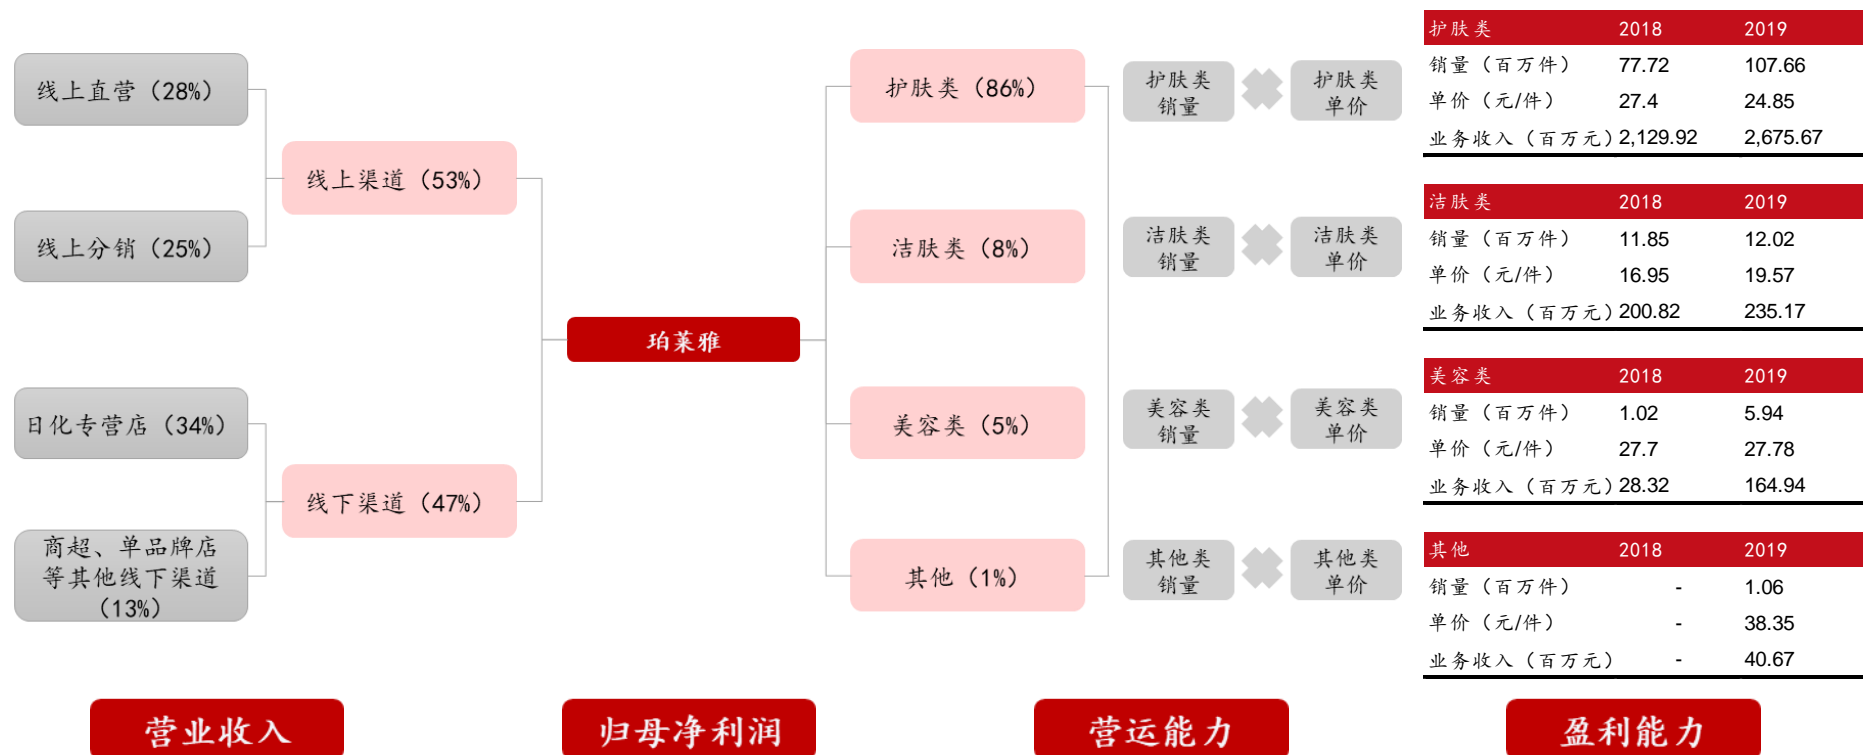 线上直营（28%）
线上渠道（53%）
线上分销（25%）
日化专营店（34%）
线下渠道（47%）
商超、单品牌店
等其他线下渠道
（13%）
珀莱雅
护肤类（86%）
洁肤类（8%）
美容类（5%）
其他（1%）
护肤类
销量
护肤类
单价
洁肤类
销量
洁肤类
单价
美容类
销量
美容类
单价
其他类
销量
其他类
单价
护肤类 2018 2019
销量（百万件） 77.72 107.66
单价（元/件） 27.4 24.85
业务收入（百万元） 2,129.92 2,675.67
洁肤类 2018 2019
销量（百万件） 11.85 12.02
单价（元/件） 16.95 19.57
业务收入（百万元） 200.82 235.17
美容类 2018 2019
销量（百万件） 1.02 5.94
单价（元/件） 27.7 27.78
业务收入（百万元） 28.32 164.94
其他 2018 2019
销量（百万件） - 1.06
单价（元/件） - 38.35
业务收入（百万元） - 40.67
营业收入
归母净利润
营运能力
盈利能力